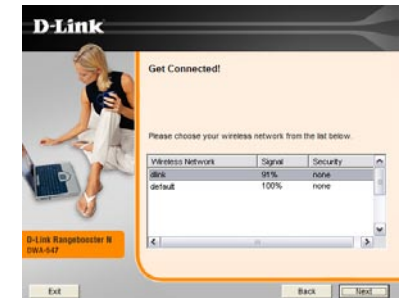 D-Link
Get Connected!
Please choose your wireless network from the list below.
Wireless Network Signal Security
dlink 91% none
default 100% none
D-Link Rangebooster N
DWA-547
Exit Back Next